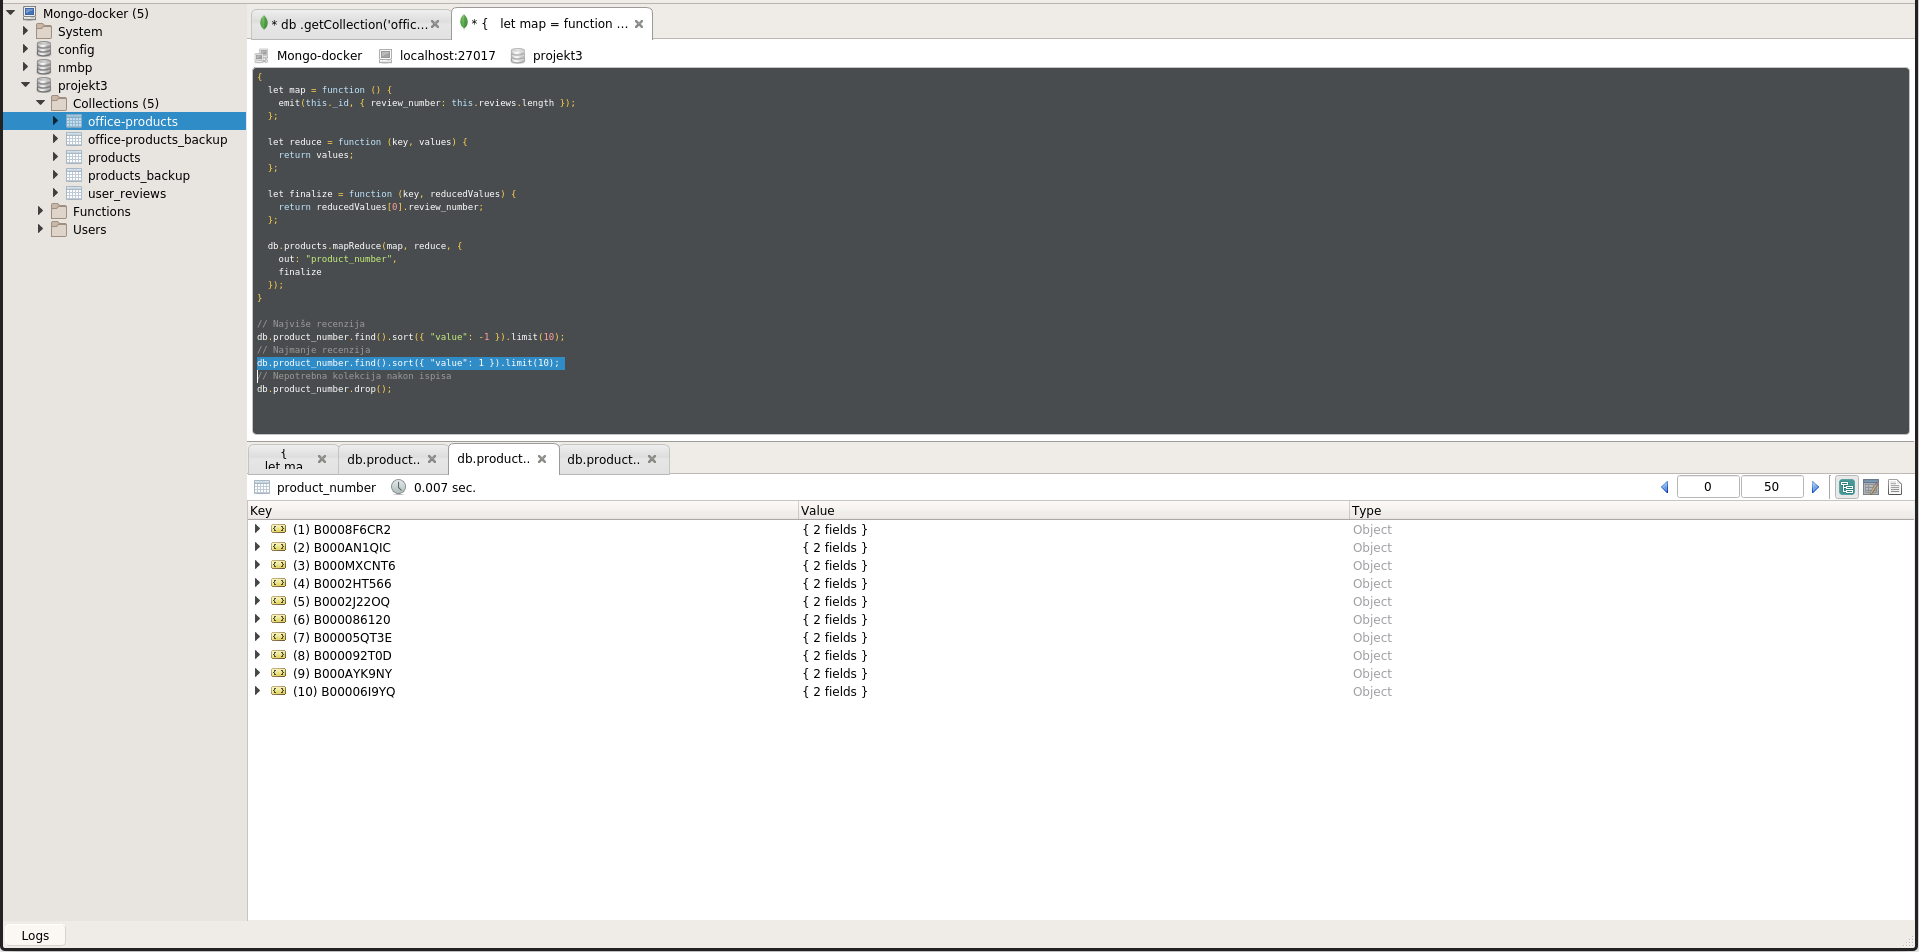 Mongo-docker (5)
System
config
nmbp
projekt3
Collections (5)
office-products
office-products_backup
products
products_backup
user_reviews
Functions
Users
* db .getCollection('offic...
* {   let map = function ...
Mongo-docker   localhost:27017   projekt3
{
  let map = function () {
    emit(this._id, { review_number: this.reviews.length });
  };

  let reduce = function (key, values) {
    return values;
  };

  let finalize = function (key, reducedValues) {
    return reducedValues[0].review_number;
  };

  db.products.mapReduce(map, reduce, {
    out: "product_number",
    finalize
  });
}

// Najviše recenzija
db.product_number.find().sort({ "value": -1 }).limit(10);
// Najmanje recenzija
db.product_number.find().sort({ "value": 1 }).limit(10);
// Nepotrebna kolekcija nakon ispisa
db.product_number.drop();
{
let ma
db.product..
db.product..
db.product..
product_number   0.007 sec.   0   50
Key   Value   Type
(1) B0008F6CR2   { 2 fields }   Object
(2) B000AN1QIC   { 2 fields }   Object
(3) B000MXCNT6   { 2 fields }   Object
(4) B0002HT566   { 2 fields }   Object
(5) B0002J22OQ   { 2 fields }   Object
(6) B000086120   { 2 fields }   Object
(7) B00005QT3E   { 2 fields }   Object
(8) B000092T0D   { 2 fields }   Object
(9) B000AYK9NY   { 2 fields }   Object
(10) B00006I9YQ   { 2 fields }   Object
Logs